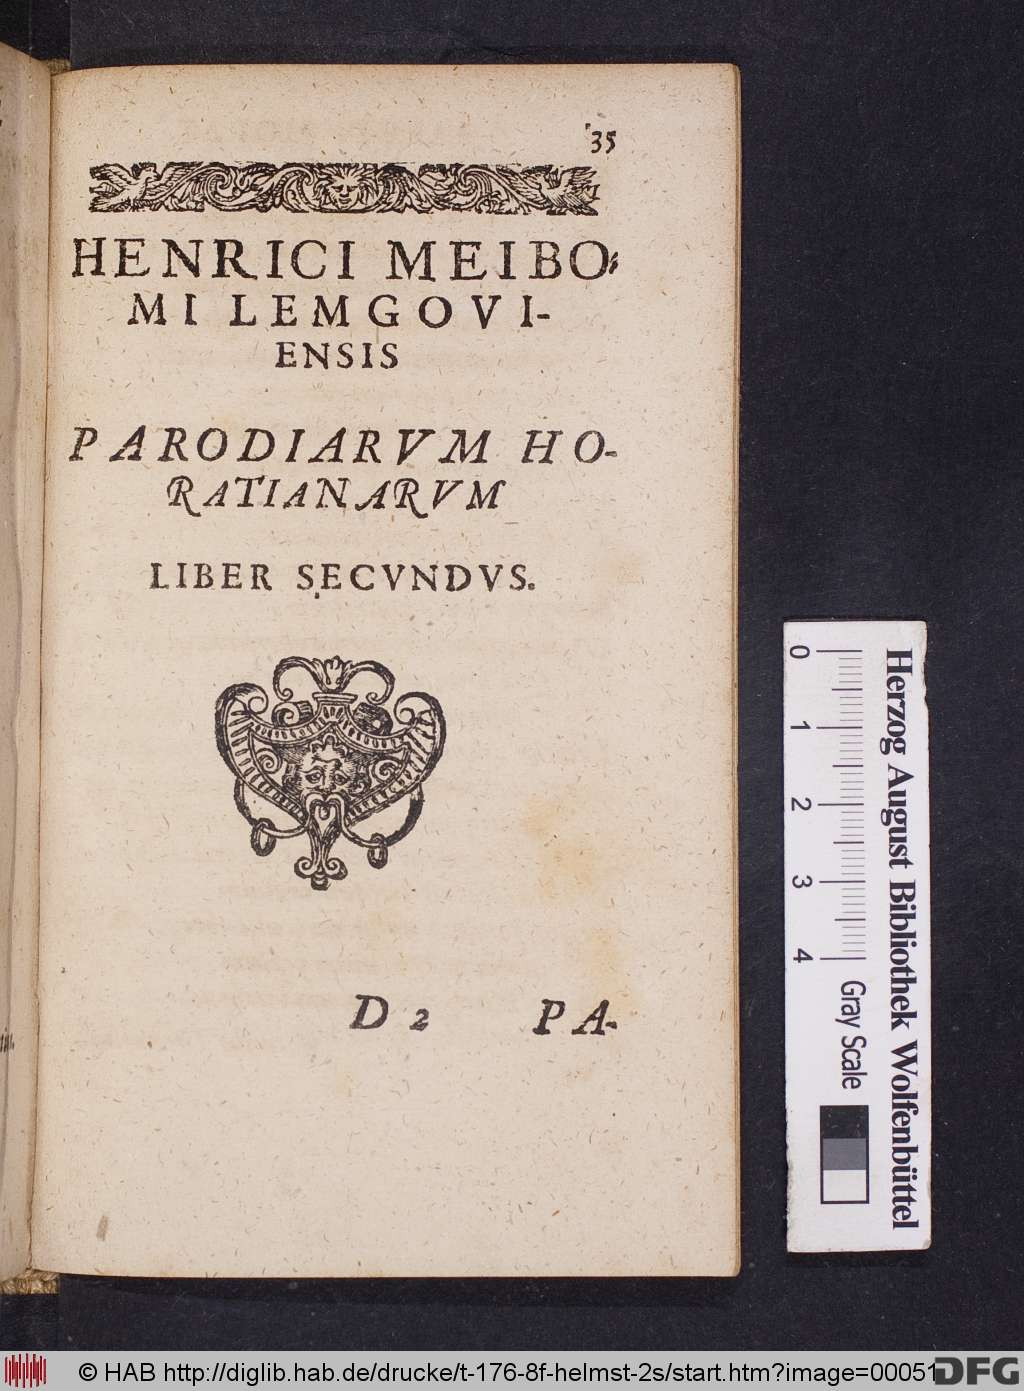 35
HENRICI MEIBO-
MI LEMGOVI-
ENSIS
PARODIARVM HO-
RATIANARVM
LIBER SECVNDVS.
D 2 PA-
Herzog August Bibliothek Wolfenbüttel
0 1 2 3 4 Gray Scale
© HAB http://diglib.hab.de/drucke/t-176-8f-helmst-2s/start.htm?image=00051
DFG